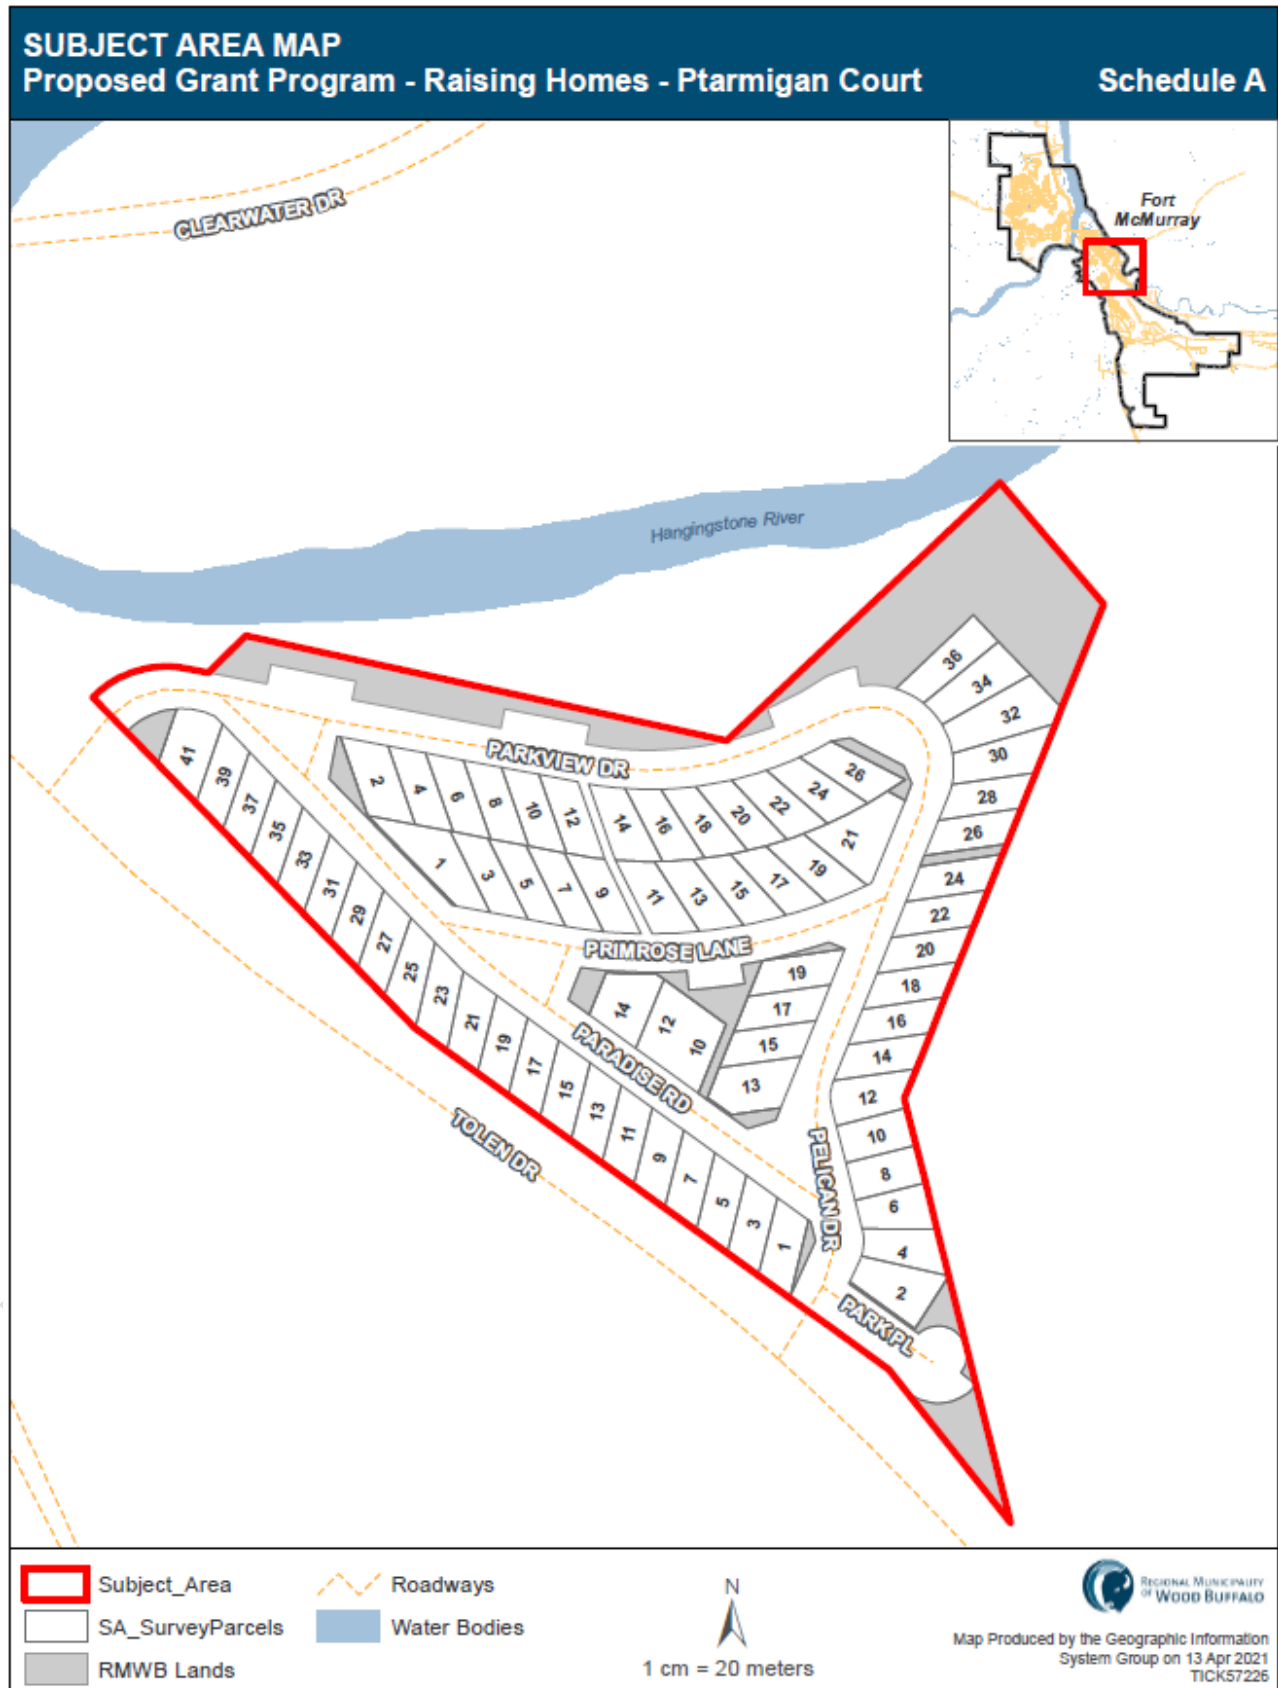 SUBJECT AREA MAP
Proposed Grant Program - Raising Homes - Ptarmigan Court
Schedule A
Fort
McMurray
CLEARWATER DR
Hangingstone River
36
34
32
30
28
26
24
22
20
18
16
14
12
10
8
6
4
2
PARKVIEW DR
2
4
6
8
10
12
14
16
18
20
22
24
26
1
3
5
7
9
11
13
15
17
19
21
PRIMROSE LANE
41
39
37
35
33
31
29
27
25
23
21
19
17
15
13
11
9
7
5
3
1
14
12
10
19
17
15
13
PARADISE RD
TOLEN DR
PELICAN DR
PARK PL
Subject_Area
SA_SurveyParcels
RMWB Lands
Roadways
Water Bodies
N
1 cm = 20 meters
REGIONAL MUNICIPALITY
OF WOOD BUFFALO
Map Produced by the Geographic Information
System Group on 13 Apr 2021
TICK57226